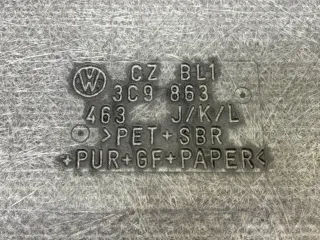 CZ BL1
3C9 863
463 J/K/L
>PET+SBR
+PUR+GF+PAPER<